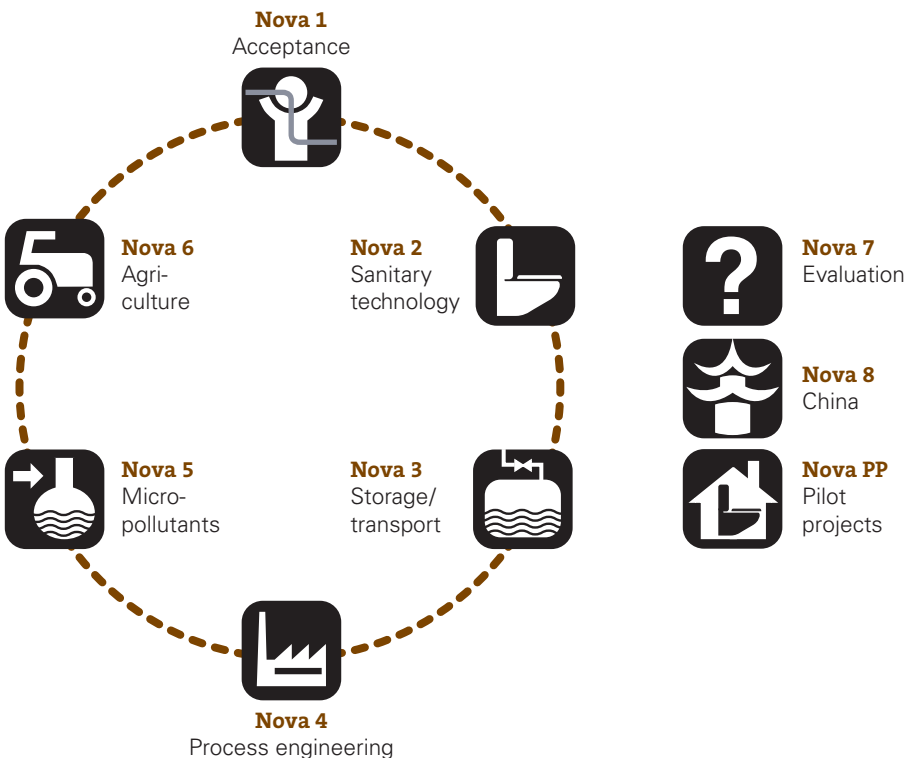 Nova 1
Acceptance
Nova 6
Agri-
culture
Nova 2
Sanitary
technology
Nova 7
Evaluation
Nova 8
China
Nova 5
Micro-
pollutants
Nova 3
Storage/
transport
Nova PP
Pilot
projects
Nova 4
Process engineering